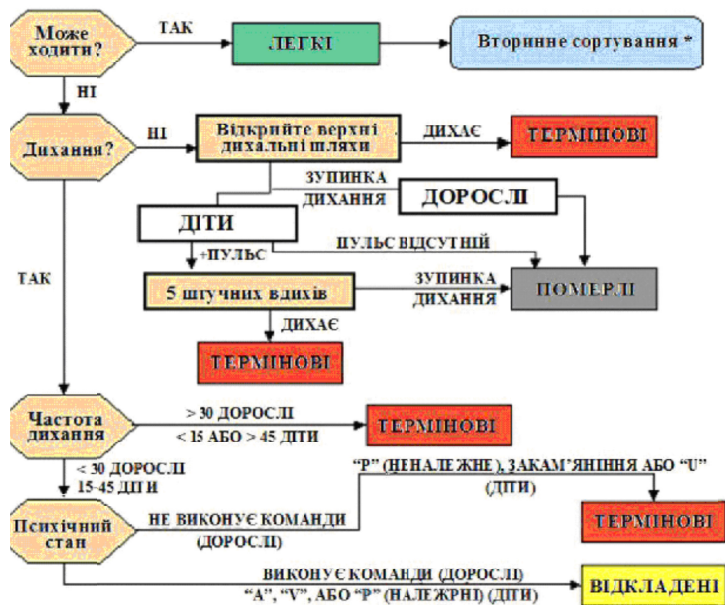 Може
ходити?
ТАК
ЛЕГКІ
Вторинне сортування *
НІ
Дихання?
НІ
Відкрийте верхні
дихальні шляхи
ДИХАЄ
ТЕРМІНОВІ
ЗУПИНКА
ДИХАННЯ
ДОРОСЛІ
ДІТИ
+ПУЛЬС
ПУЛЬС ВІДСУТНІЙ
ТАК
5 штучних вдихів
ЗУПИНКА
ДИХАННЯ
ПОМЕРЛІ
ДИХАЄ
ТЕРМІНОВІ
Частота
дихання
> 30 ДОРОСЛІ
< 15 АБО > 45 ДІТИ
ТЕРМІНОВІ
< 30 ДОРОСЛІ
15-45 ДІТИ
“P” (НЕНАЛЕЖНЕ), ЗАКАМ’ЯНІННЯ АБО “U”
(ДІТИ)
Психічний
стан
НЕ ВИКОНУЄ КОМАНДИ
(ДОРОСЛІ)
ТЕРМІНОВІ
ВИКОНУЄ КОМАНДИ (ДОРОСЛІ)
“A”, “V”, АБО “P” (НАЛЕЖРНІ) (ДІТИ)
ВІДКЛАДЕНІ